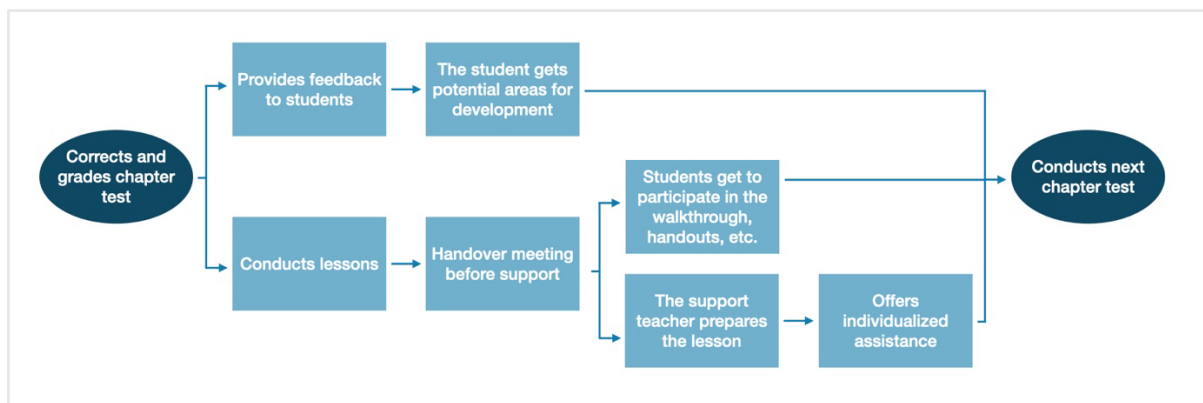 Corrects and
grades chapter
test
Provides feedback
to students
The student gets
potential areas for
development
Conducts lessons
Handover meeting
before support
Students get to
participate in the
walkthrough,
handouts, etc.
The support
teacher prepares
the lesson
Offers
individualized
assistance
Conducts next
chapter test